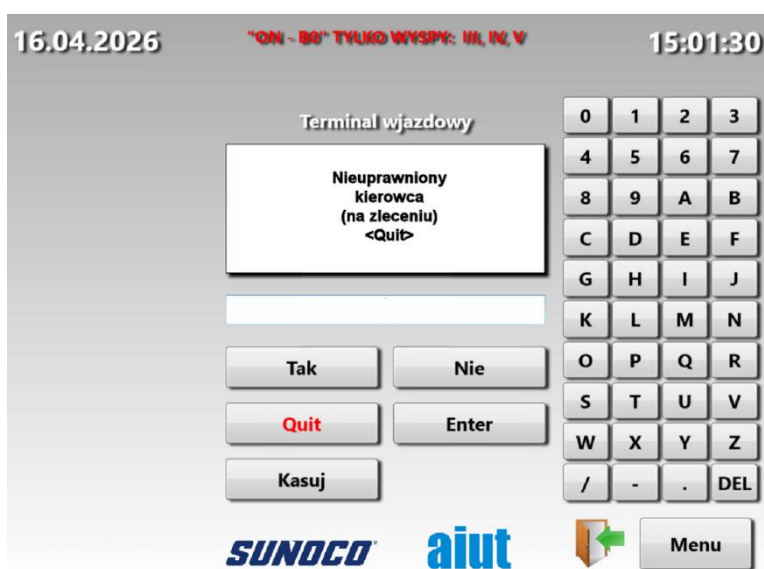 16.04.2026
"ON - B0" TYLKO WYSPY: III, IV, V
15:01:30
Terminal wjazdowy
Nieuprawniony
kierowca
(na zleceniu)
<Quit>
Tak
Nie
Quit
Enter
Kasuj
0 1 2 3
4 5 6 7
8 9 A B
C D E F
G H I J
K L M N
O P Q R
S T U V
W X Y Z
/ - . DEL
SUNOCO
aiut
Menu